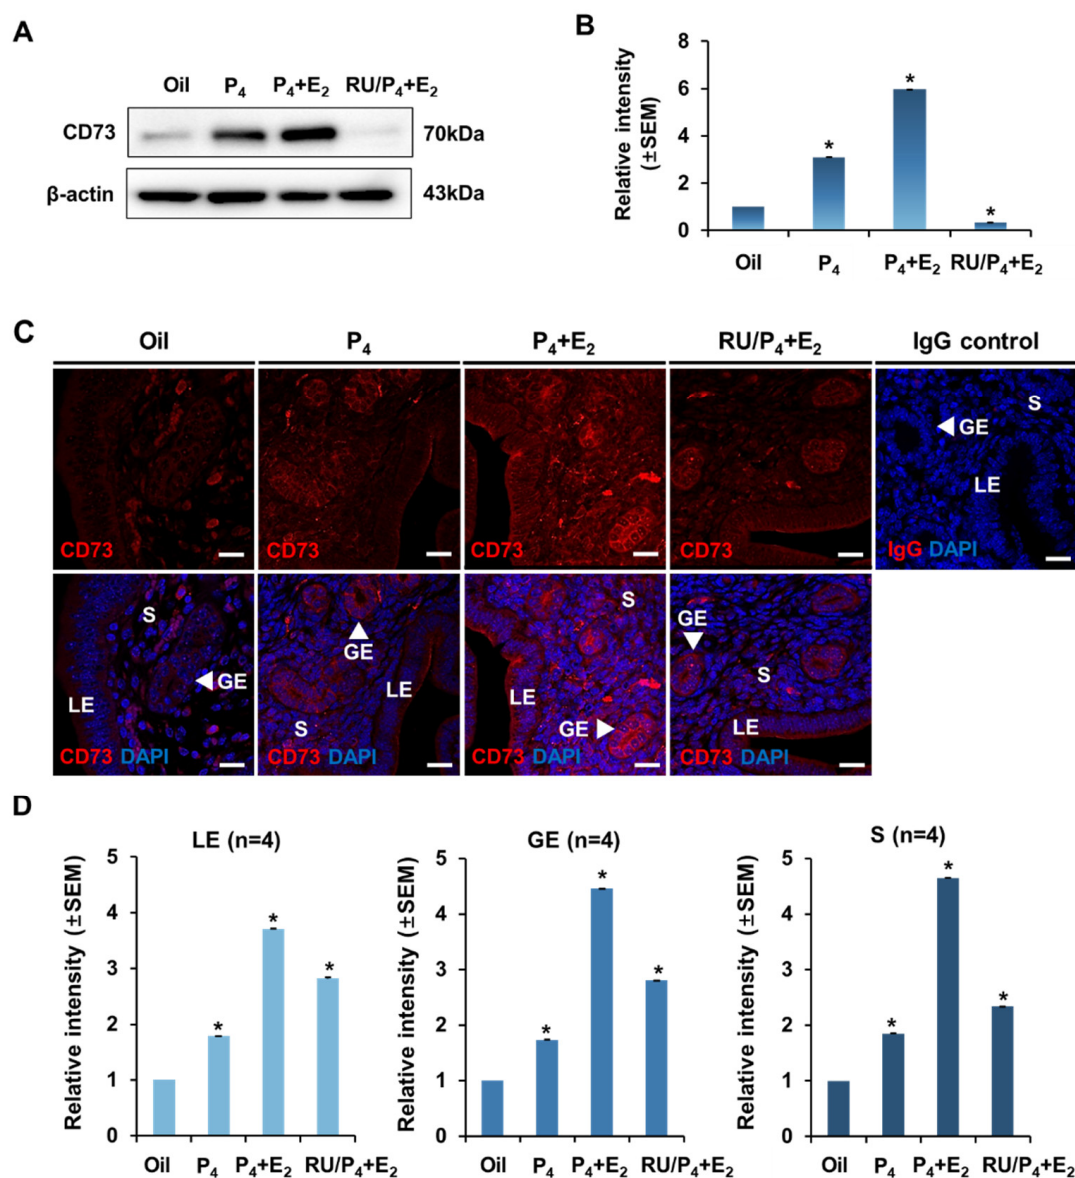 A
Oil P₄ P₄+E₂ RU/P₄+E₂
CD73 70kDa
β-actin 43kDa
B
Relative intensity
(±SEM)
8
6
4
2
0
*
*
*
Oil P₄ P₄+E₂ RU/P₄+E₂
C
Oil P₄ P₄+E₂ RU/P₄+E₂ IgG control
CD73
CD73
CD73
CD73
S
GE
LE
IgG DAPI
S
GE
LE
CD73 DAPI
GE
LE
S
CD73 DAPI
S
LE
GE
CD73 DAPI
GE
S
LE
CD73 DAPI
D
LE (n=4)
Relative intensity (±SEM)
5
4
3
2
1
0
*
*
*
Oil P₄ P₄+E₂ RU/P₄+E₂
GE (n=4)
Relative intensity (±SEM)
5
4
3
2
1
0
*
*
*
Oil P₄ P₄+E₂ RU/P₄+E₂
S (n=4)
Relative intensity (±SEM)
5
4
3
2
1
0
*
*
*
Oil P₄ P₄+E₂ RU/P₄+E₂